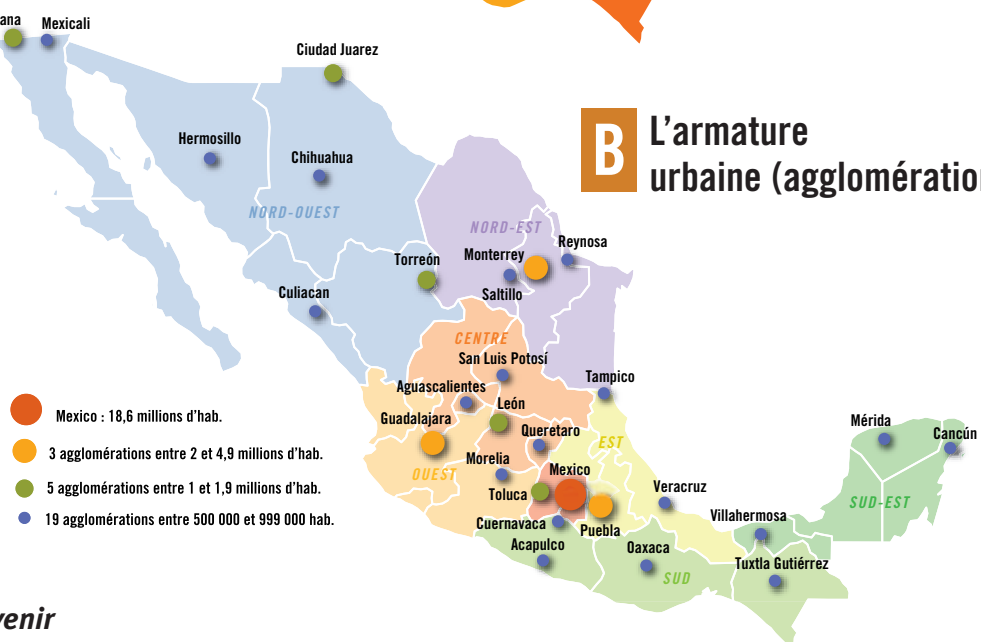 ana
Mexicali
Ciudad Juarez
B
L'armature
urbaine (agglomération
Hermosillo
Chihuahua
NORD-OUEST
NORD-EST
Reynosa
Monterrey
Torreón
Saltillo
Culiacan
CENTRE
San Luis Potosí
Tampico
Aguascalientes
León
Guadalajara
Queretaro
Mérida
Cancún
EST
Morelia
Mexico
OUEST
Toluca
Veracruz
SUD-EST
Villahermosa
Cuernavaca
Puebla
Acapulco
Oaxaca
Tuxtla Gutiérrez
SUD
Mexico : 18,6 millions d'hab.
3 agglomérations entre 2 et 4,9 millions d'hab.
5 agglomérations entre 1 et 1,9 millions d'hab.
19 agglomérations entre 500 000 et 999 000 hab.
venir